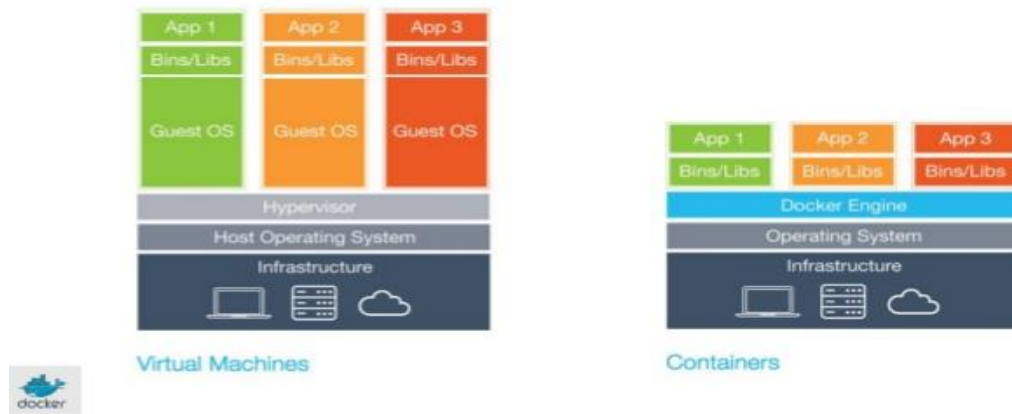 App 1
App 2
App 3
Bins/Libs
Bins/Libs
Bins/Libs
Guest OS
Guest OS
Guest OS
Hypervisor
Host Operating System
Infrastructure
Virtual Machines
App 1
App 2
App 3
Bins/Libs
Bins/Libs
Bins/Libs
Docker Engine
Operating System
Infrastructure
Containers
docker